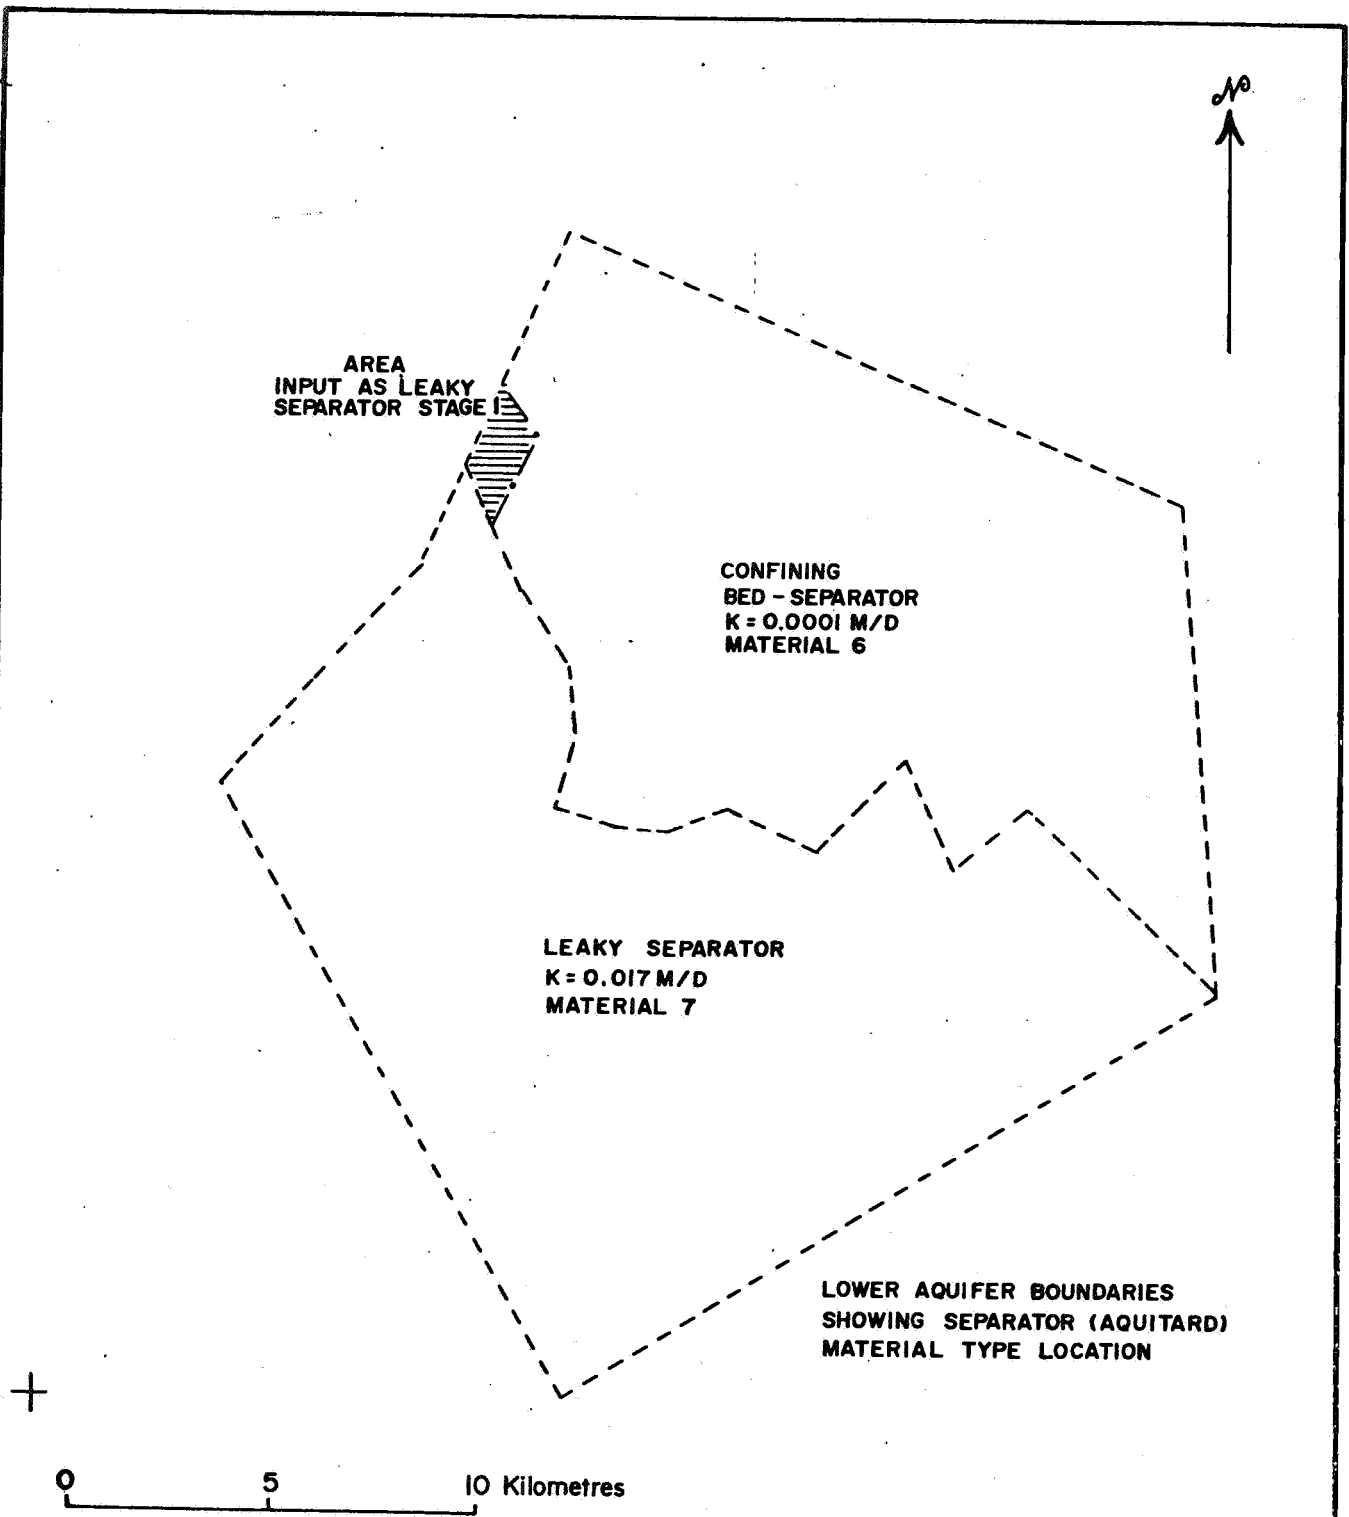 N
AREA
INPUT AS LEAKY
SEPARATOR STAGE 1
CONFINING
BED - SEPARATOR
K = 0.0001 M/D
MATERIAL 6
LEAKY SEPARATOR
K = 0.017 M/D
MATERIAL 7
LOWER AQUIFER BOUNDARIES
SHOWING SEPARATOR (AQUITARD)
MATERIAL TYPE LOCATION
0 5 10 Kilometres